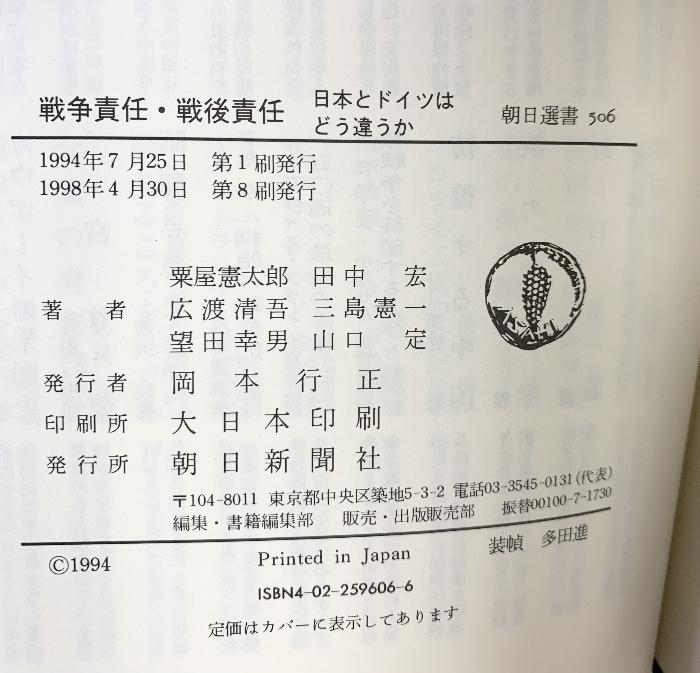 戦争責任・戦後責任 日本とドイツは どう違うか 朝日選書 506
1994年7月25日 第1刷発行
1998年4月30日 第8刷発行
粟屋憲太郎 田中 宏
著者 広渡清吾 三島憲一
望田幸男 山口 定
発行者 岡本行正
印刷所 大日本印刷
発行所 朝日新聞社
〒104-8011 東京都中央区築地5-3-2 電話03-3545-0131(代表)
編集・書籍編集部 販売・出版販売部 振替00100-7-1730
©1994 Printed in Japan 装幀 多田進
ISBN4-02-259606-6
定価はカバーに表示してあります